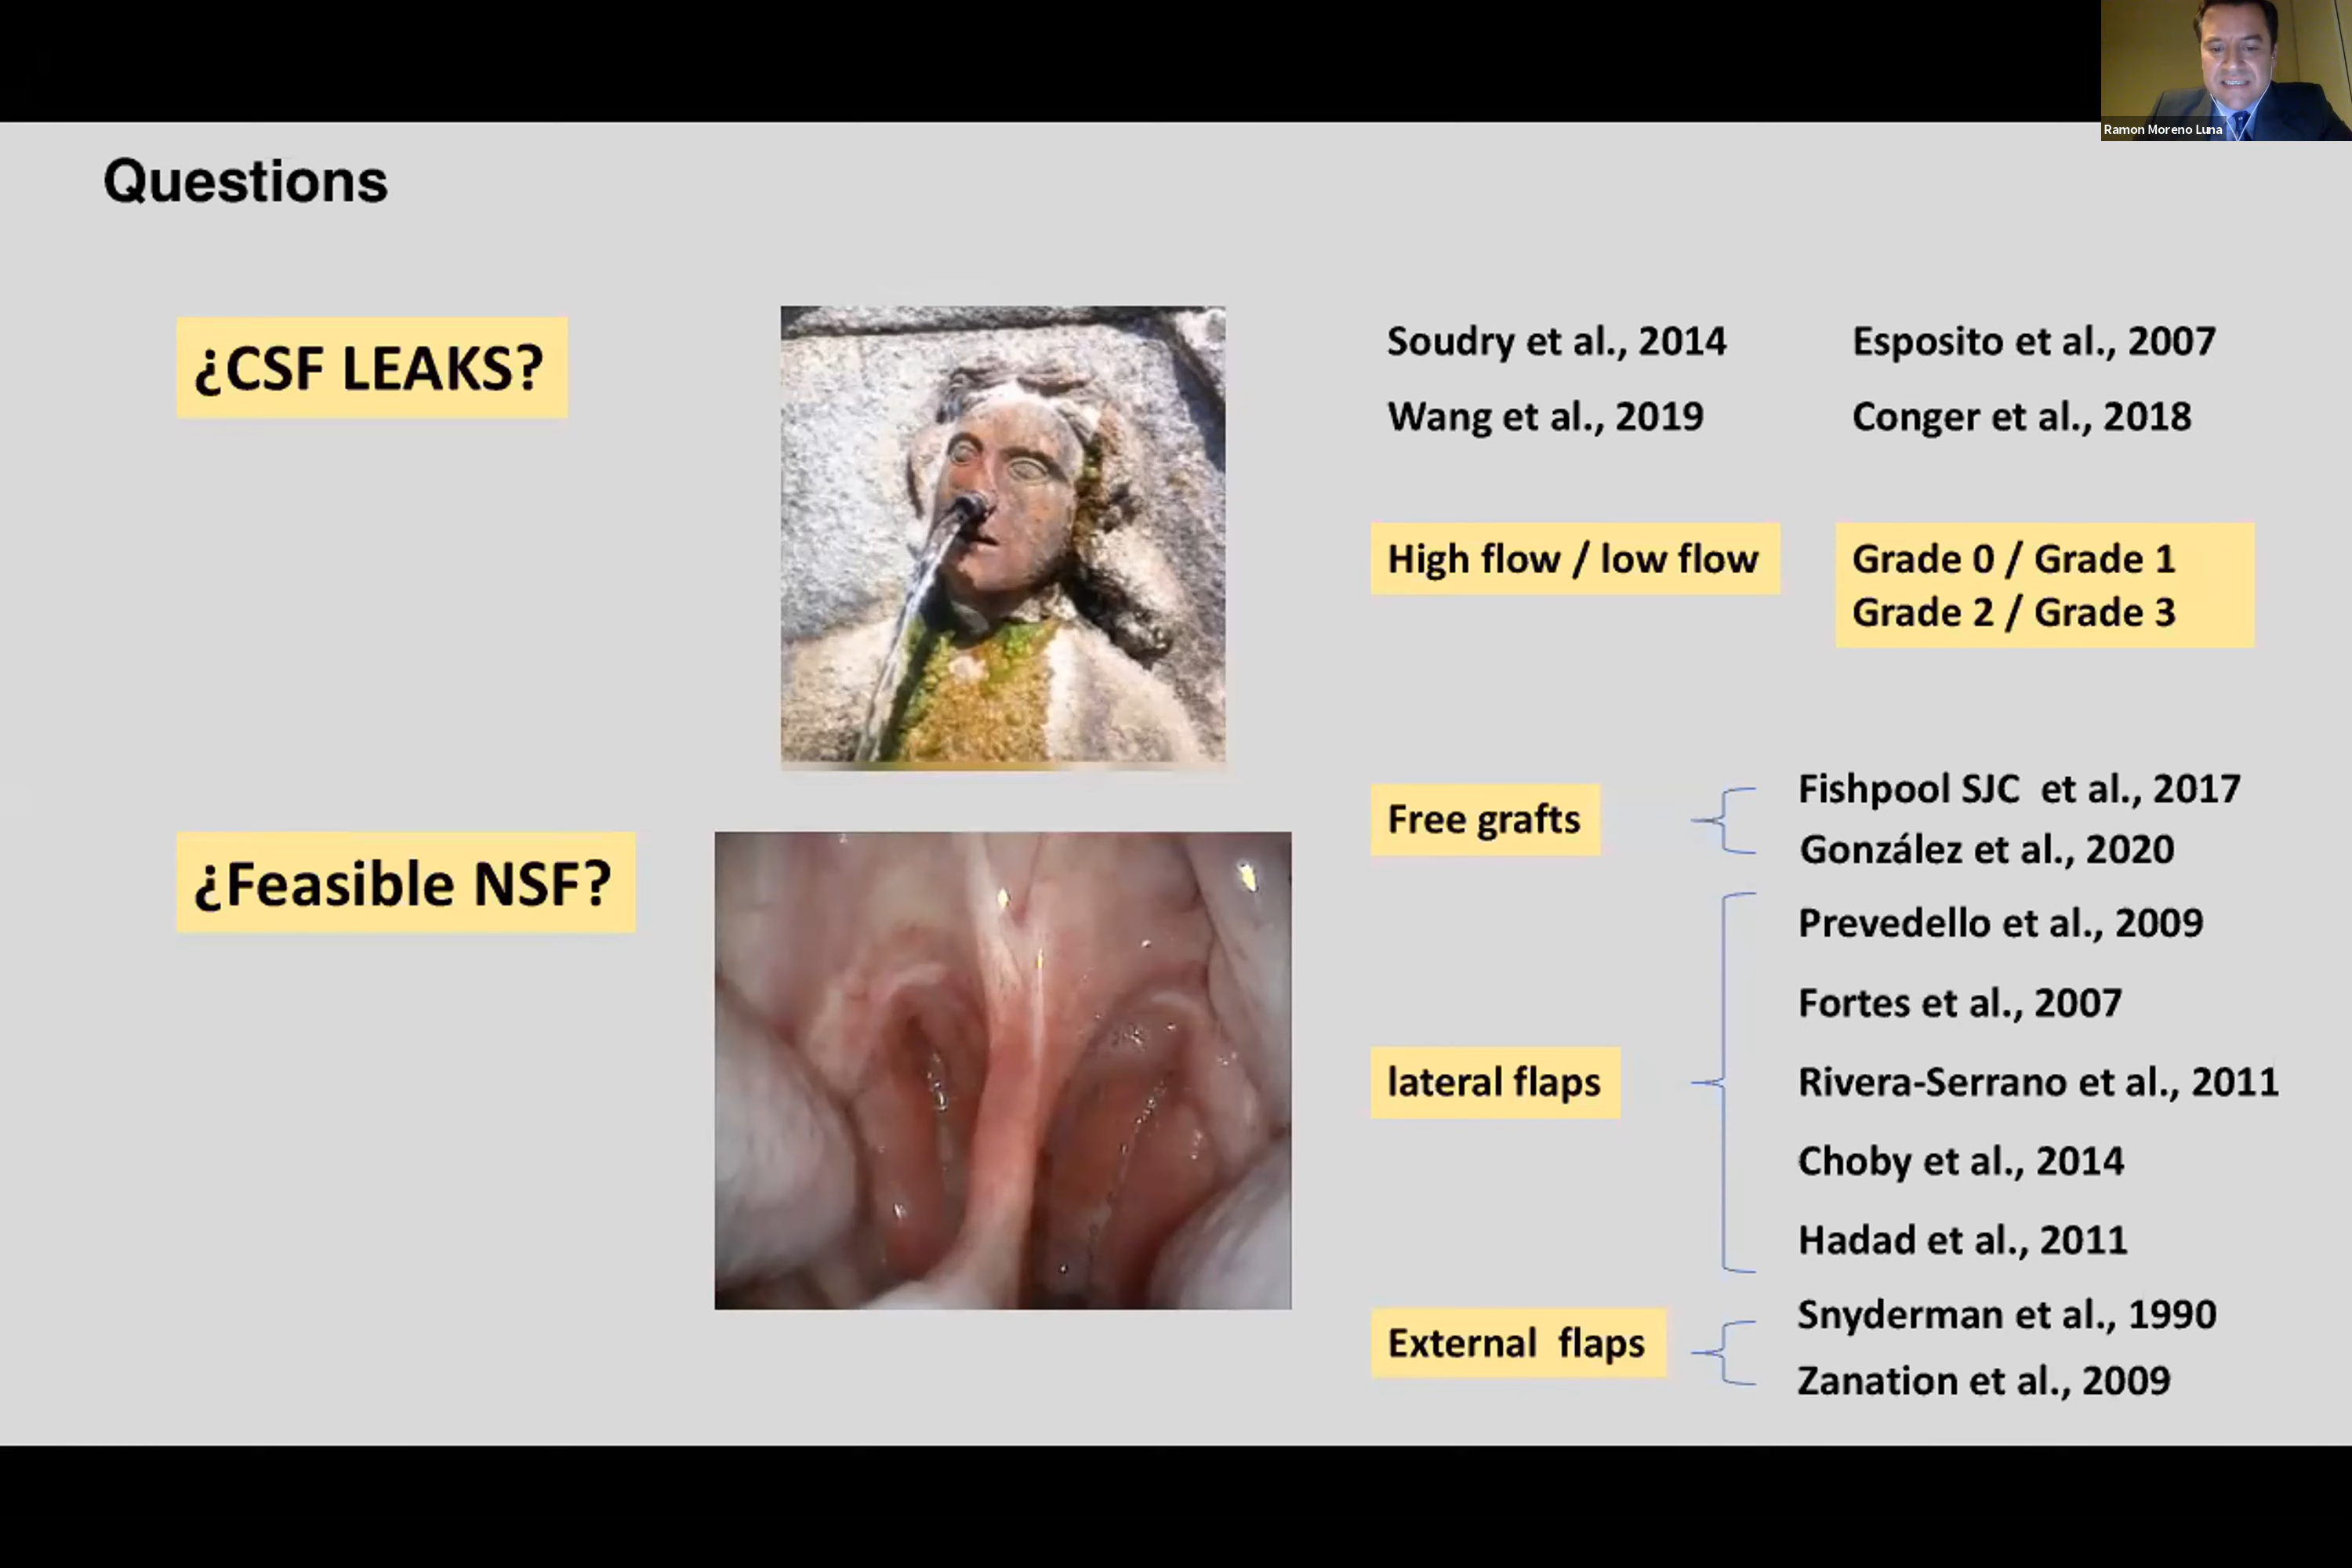 Ramon Moreno Luna
Questions
¿CSF LEAKS?
Soudry et al., 2014
Wang et al., 2019
Esposito et al., 2007
Conger et al., 2018
High flow / low flow
Grade 0 / Grade 1
Grade 2 / Grade 3
¿Feasible NSF?
Free grafts
Fishpool SJC  et al., 2017
González et al., 2020
lateral flaps
Prevedello et al., 2009
Fortes et al., 2007
Rivera-Serrano et al., 2011
Choby et al., 2014
Hadad et al., 2011
External  flaps
Snyderman et al., 1990
Zanation et al., 2009